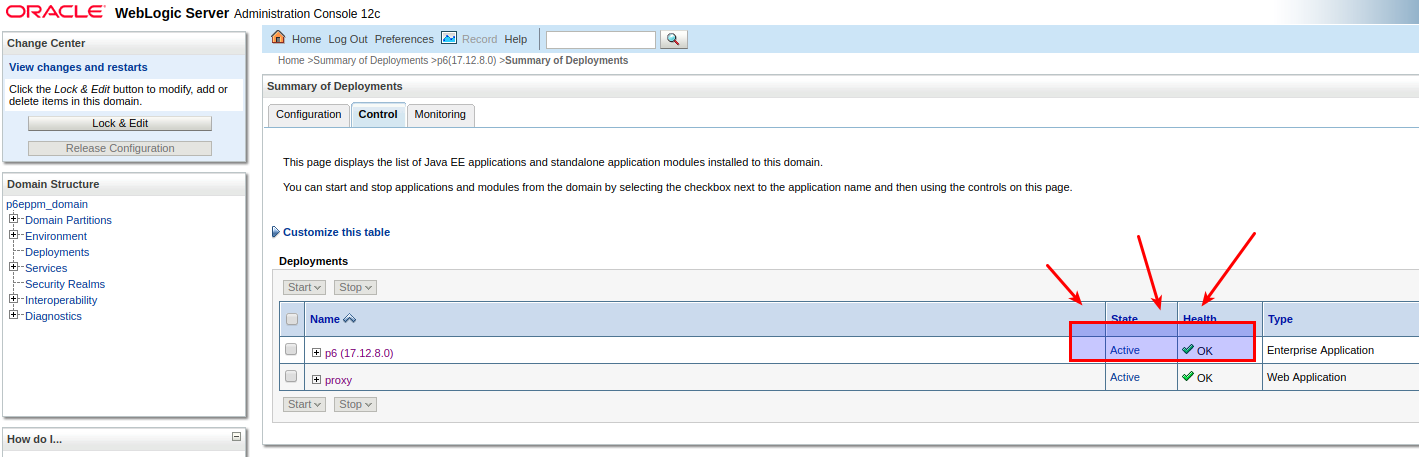 ORACLE WebLogic Server Administration Console 12c
Change Center
View changes and restarts
Click the Lock & Edit button to modify, add or
delete items in this domain.
Lock & Edit
Release Configuration
Domain Structure
p6eppm_domain
Domain Partitions
Environment
Deployments
Services
Security Realms
Interoperability
Diagnostics
How do I...
Home Log Out Preferences Record Help
Home >Summary of Deployments >p6(17.12.8.0) >Summary of Deployments
Summary of Deployments
Configuration Control Monitoring
This page displays the list of Java EE applications and standalone application modules installed to this domain.
You can start and stop applications and modules from the domain by selecting the checkbox next to the application name and then using the controls on this page.
Customize this table
Deployments
Start Stop
Name State Health Type
p6 (17.12.8.0) Active OK Enterprise Application
proxy Active OK Web Application
Start Stop